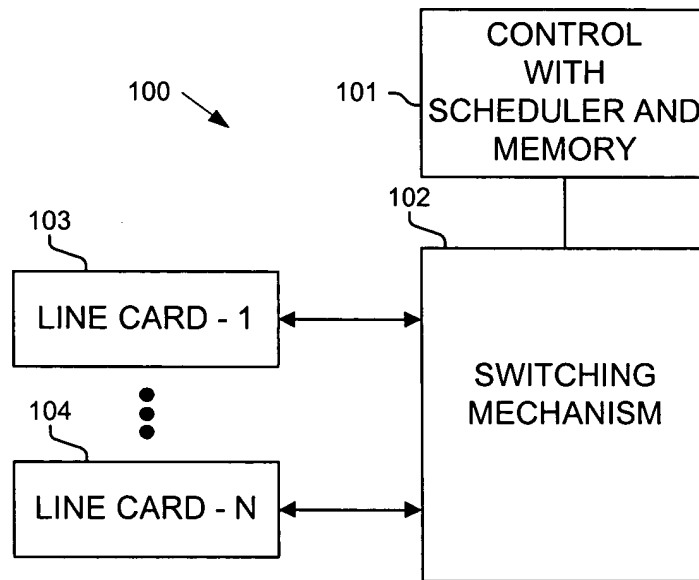 CONTROL
WITH
SCHEDULER AND
MEMORY
100
101
102
103
LINE CARD - 1
SWITCHING
MECHANISM
104
LINE CARD - N